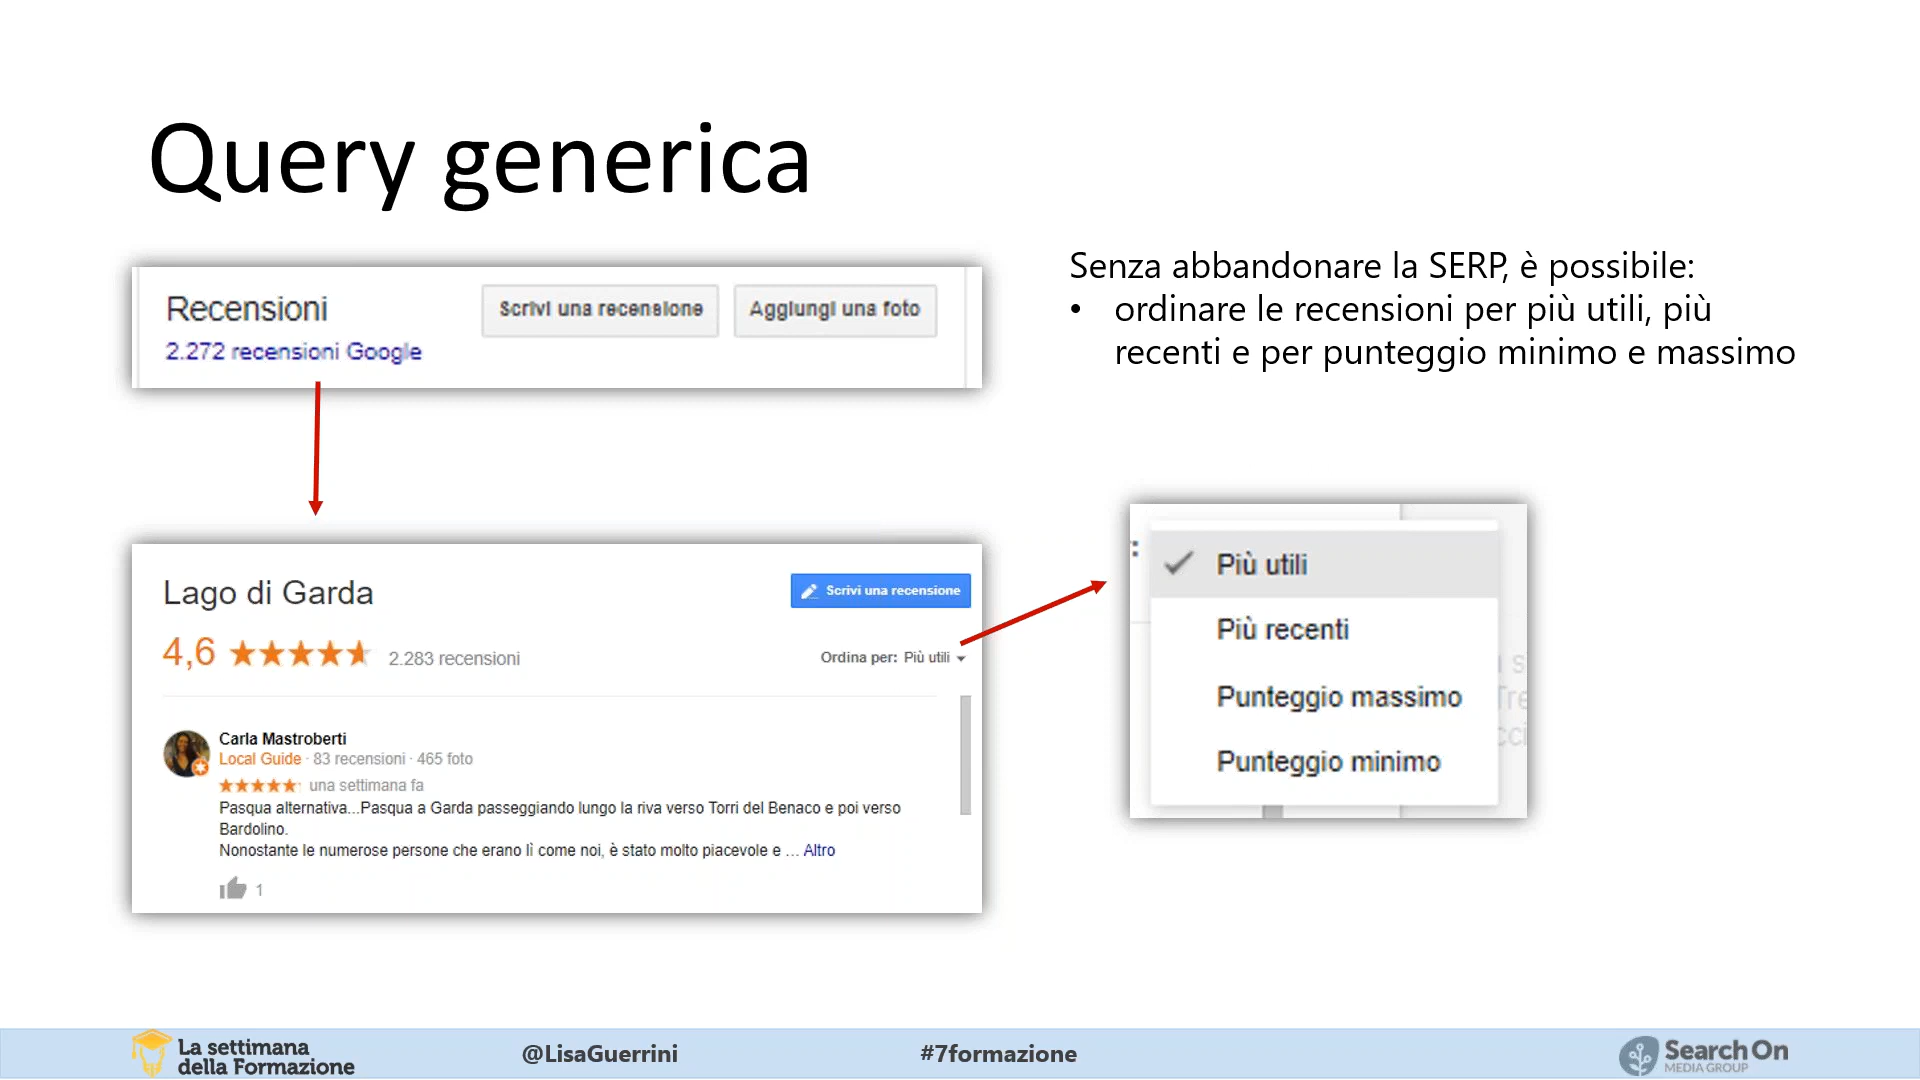 Query generica
Recensioni
2.272 recensioni Google
Scrivi una recensione
Aggiungi una foto
Senza abbandonare la SERP, è possibile:
• ordinare le recensioni per più utili, più
recenti e per punteggio minimo e massimo
Lago di Garda
Scrivi una recensione
4,6
2.283 recensioni
Ordina per: Più utili
Carla Mastroberti
Local Guide · 83 recensioni · 465 foto
una settimana fa
Pasqua alternativa...Pasqua a Garda passeggiando lungo la riva verso Torri del Benaco e poi verso
Bardolino.
Nonostante le numerose persone che erano lì come noi, è stato molto piacevole e … Altro
1
Più utili
Più recenti
Punteggio massimo
Punteggio minimo
La settimana
della Formazione
@LisaGuerrini
#7formazione
Search On
MEDIA GROUP